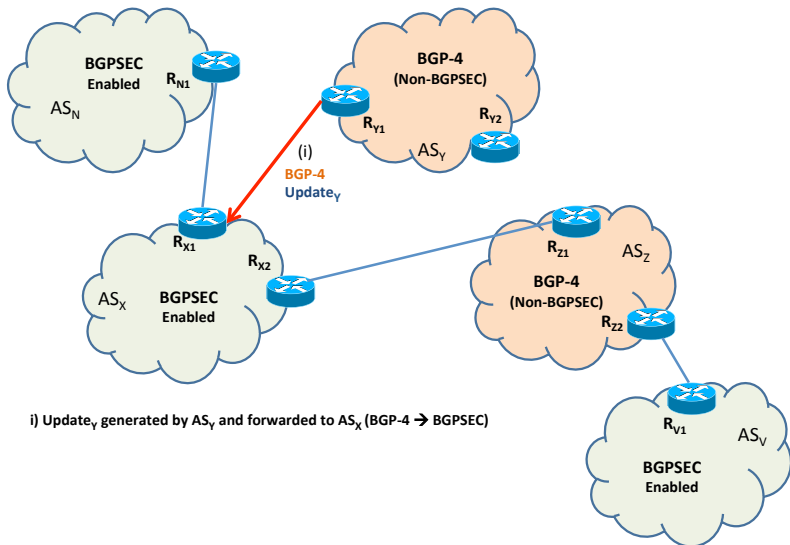 BGPSEC
Enabled
R_N1
AS_N
BGP-4
(Non-BGPSEC)
R_Y1
R_Y2
AS_Y
(i)
BGP-4
Update_Y
R_X1
R_X2
AS_X
BGPSEC
Enabled
R_Z1
AS_Z
BGP-4
(Non-BGPSEC)
R_Z2
i) Update_Y generated by AS_Y and forwarded to AS_X (BGP-4 → BGPSEC)
R_V1
AS_V
BGPSEC
Enabled